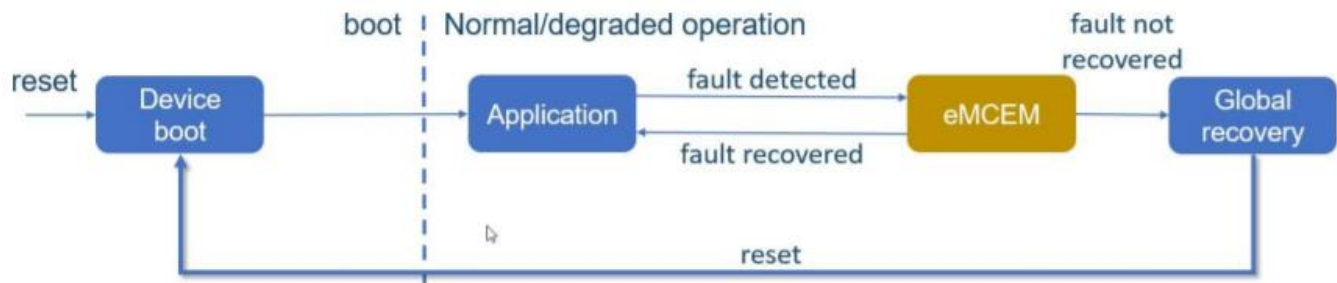 boot
Normal/degraded operation
fault not
recovered
reset
Device
boot
Application
fault detected
fault recovered
eMCEM
Global
recovery
reset